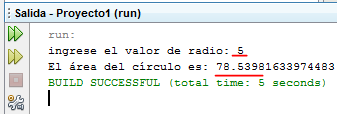 Salida - Proyecto1 (run)
run:
ingrese el valor de radio: 5
El área del círculo es: 78.53981633974483
BUILD SUCCESSFUL (total time: 5 seconds)